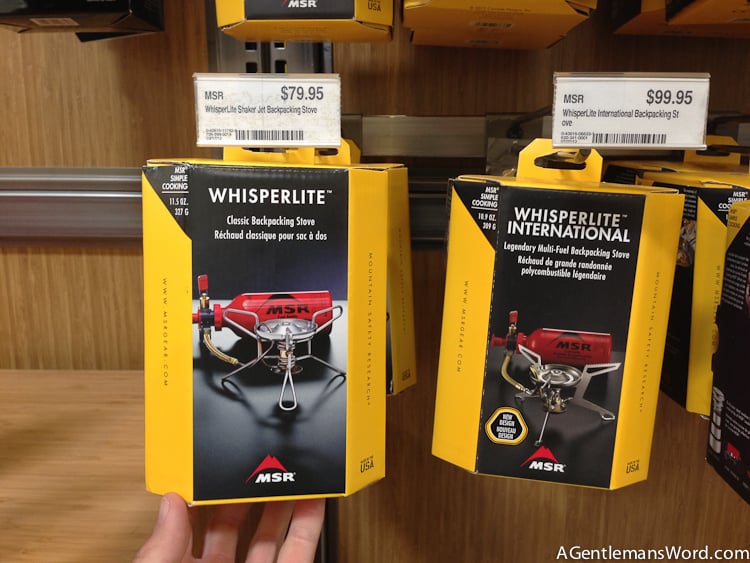 MSR
USA
MSR $79.95
WhisperLite Shaker Jet Backpacking Stove
MSR $99.95
WhisperLite International Backpacking St
ove
MSR®
SIMPLE
COOKING
11.5 OZ.
327 G
WHISPERLITE™
Classic Backpacking Stove
Réchaud classique pour sac à dos
WWW.MSRGEAR.COM
MSR
MOUNTAIN SAFETY RESEARCH®
MSR®
MADE IN
USA
MSR®
SIMPLE
COOKING
10.9 OZ.
309 G
WHISPERLITE™
INTERNATIONAL
Legendary Multi-Fuel Backpacking Stove
Réchaud de grande randonnée
polycombustible légendaire
WWW.MSRGEAR.COM
MSR
MOUNTAIN SAFETY RESEARCH®
NEW
DESIGN
NOUVEAU
DESIGN
MSR®
MADE IN
USA
AGentlemansWord.com